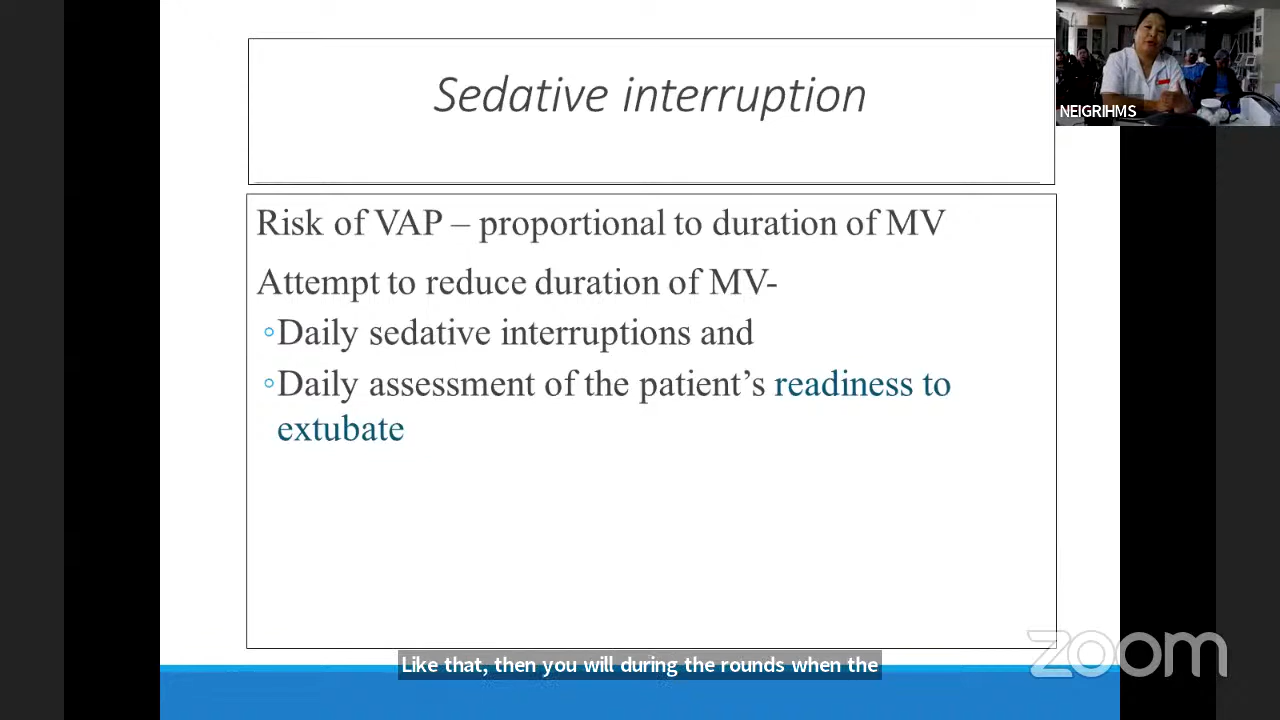 Sedative interruption
NEIGRIHMS
Risk of VAP – proportional to duration of MV
Attempt to reduce duration of MV-
◦Daily sedative interruptions and
◦Daily assessment of the patient’s readiness to
extubate
Like that, then you will during the rounds when the
zoom